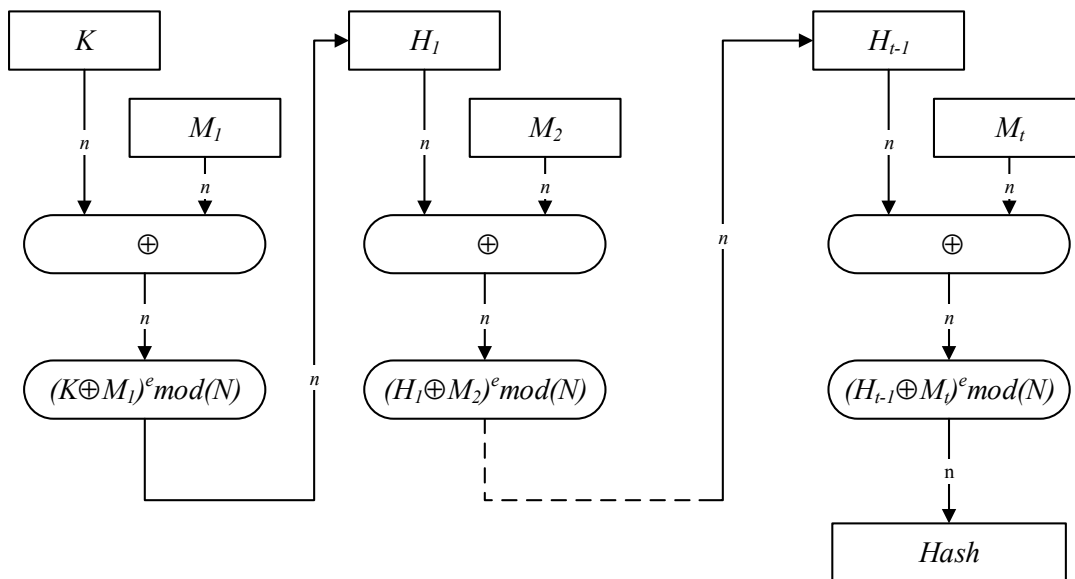 K
H₁
Hₜ₋₁
M₁
M₂
Mₜ
n
n
n
n
n
n
n
n
⊕
⊕
⊕
n
n
n
n
(K⊕M₁)ᵉmod(N)
(H₁⊕M₂)ᵉmod(N)
(Hₜ₋₁⊕Mₜ)ᵉmod(N)
n
Hash